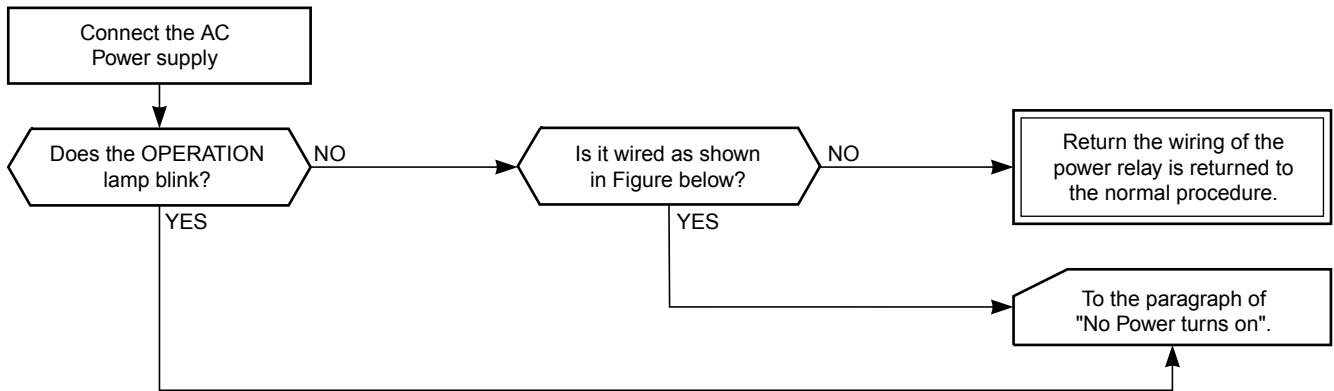 Connect the AC
Power supply
Does the OPERATION
lamp blink?
NO
YES
Is it wired as shown
in Figure below?
NO
YES
Return the wiring of the
power relay is returned to
the normal procedure.
To the paragraph of
"No Power turns on".